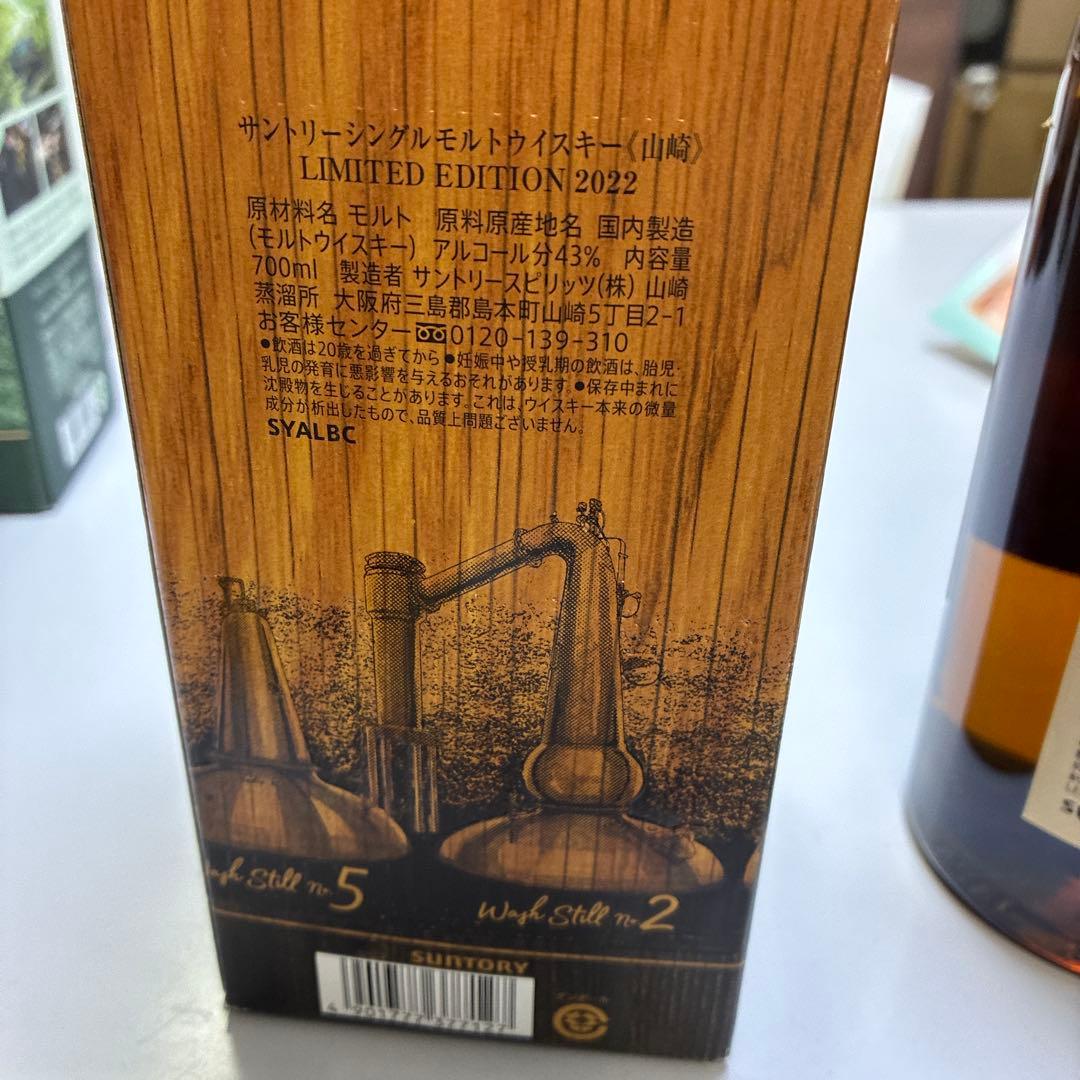 サントリーシングルモルトウイスキー《山崎》
LIMITED EDITION 2022
原材料名 モルト 原料原産地名 国内製造
(モルトウイスキー) アルコール分43% 内容量
700ml 製造者 サントリースピリッツ(株) 山崎
蒸溜所 大阪府三島郡島本町山崎5丁目2-1
お客様センター 0120-139-310
●飲酒は20歳を過ぎてから ●妊娠中や授乳期の飲酒は、胎児・
乳児の発育に悪影響を与えるおそれがあります。●保存中まれに
沈殿物を生じることがあります。これは、ウイスキー本来の微量
成分が析出したもので、品質上問題ございません。
SYALBC
Wash Still No. 5
Wash Still No. 2
SUNTORY